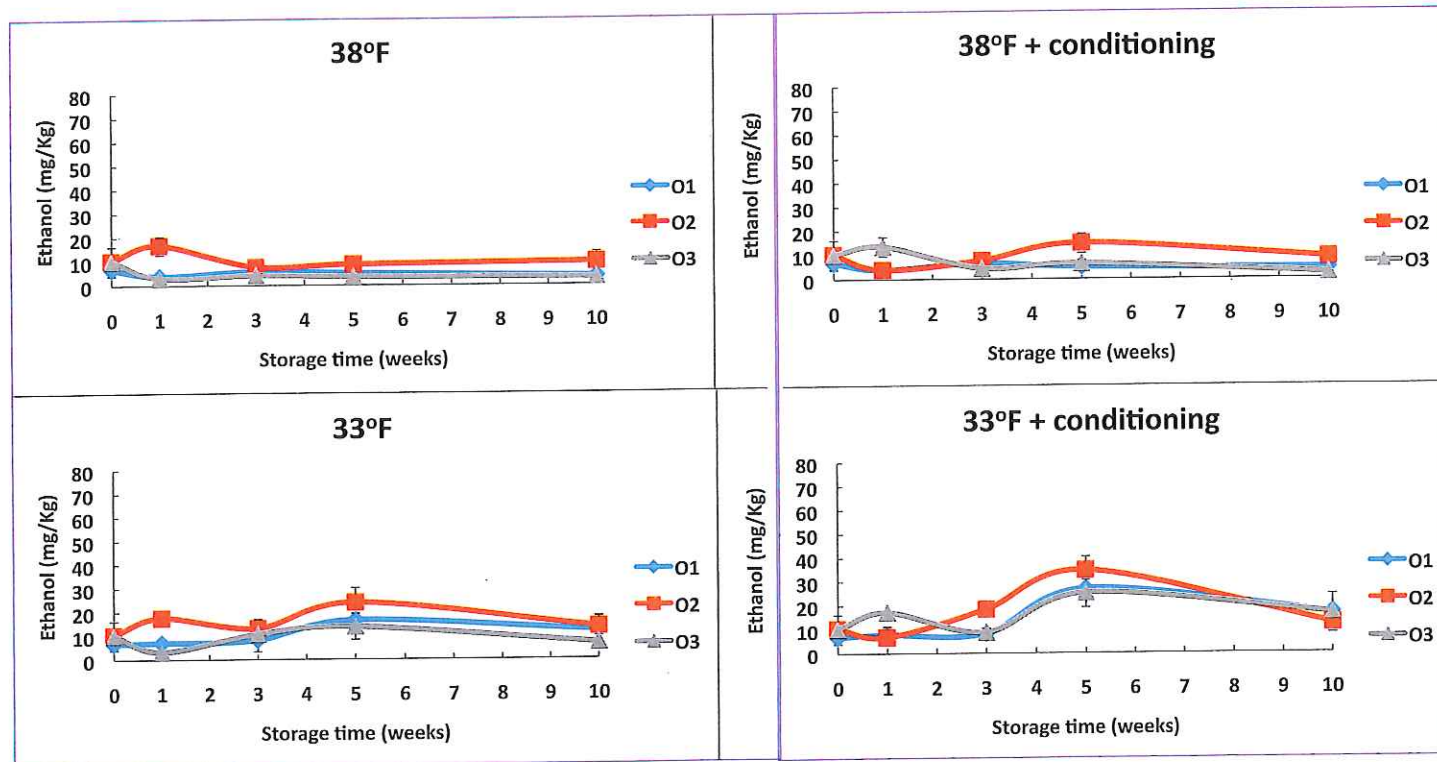 38°F
Ethanol (mg/Kg)
80
70
60
50
40
30
20
10
0
0 1 2 3 4 5 6 7 8 9 10
Storage time (weeks)
O1
O2
O3
38°F + conditioning
Ethanol (mg/Kg)
80
70
60
50
40
30
20
10
0
0 1 2 3 4 5 6 7 8 9 10
Storage time (weeks)
O1
O2
O3
33°F
Ethanol (mg/Kg)
80
70
60
50
40
30
20
10
0
0 1 2 3 4 5 6 7 8 9 10
Storage time (weeks)
O1
O2
O3
33°F + conditioning
Ethanol (mg/Kg)
80
70
60
50
40
30
20
10
0
0 1 2 3 4 5 6 7 8 9 10
Storage time (weeks)
O1
O2
O3